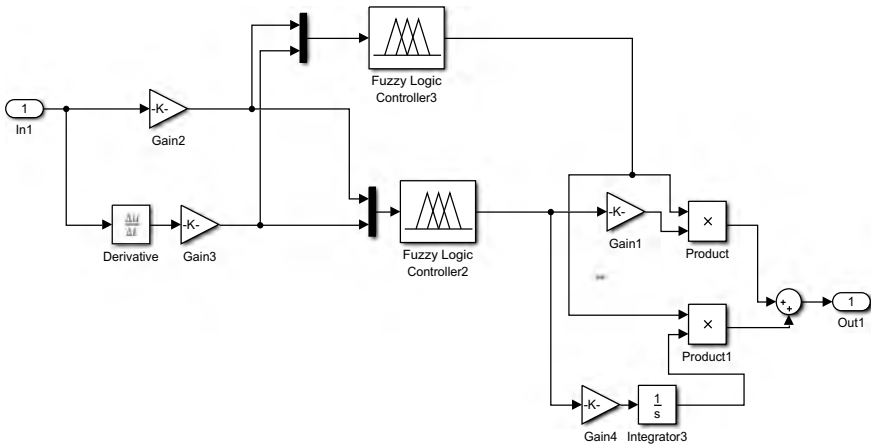 Fuzzy Logic
Controller3
1
In1
-K-
Gain2
Δu
Δt
Derivative
-K-
Gain3
Fuzzy Logic
Controller2
-K-
Gain1
×
Product
×
Product1
+
+
1
Out1
-K-
Gain4
1
s
Integrator3